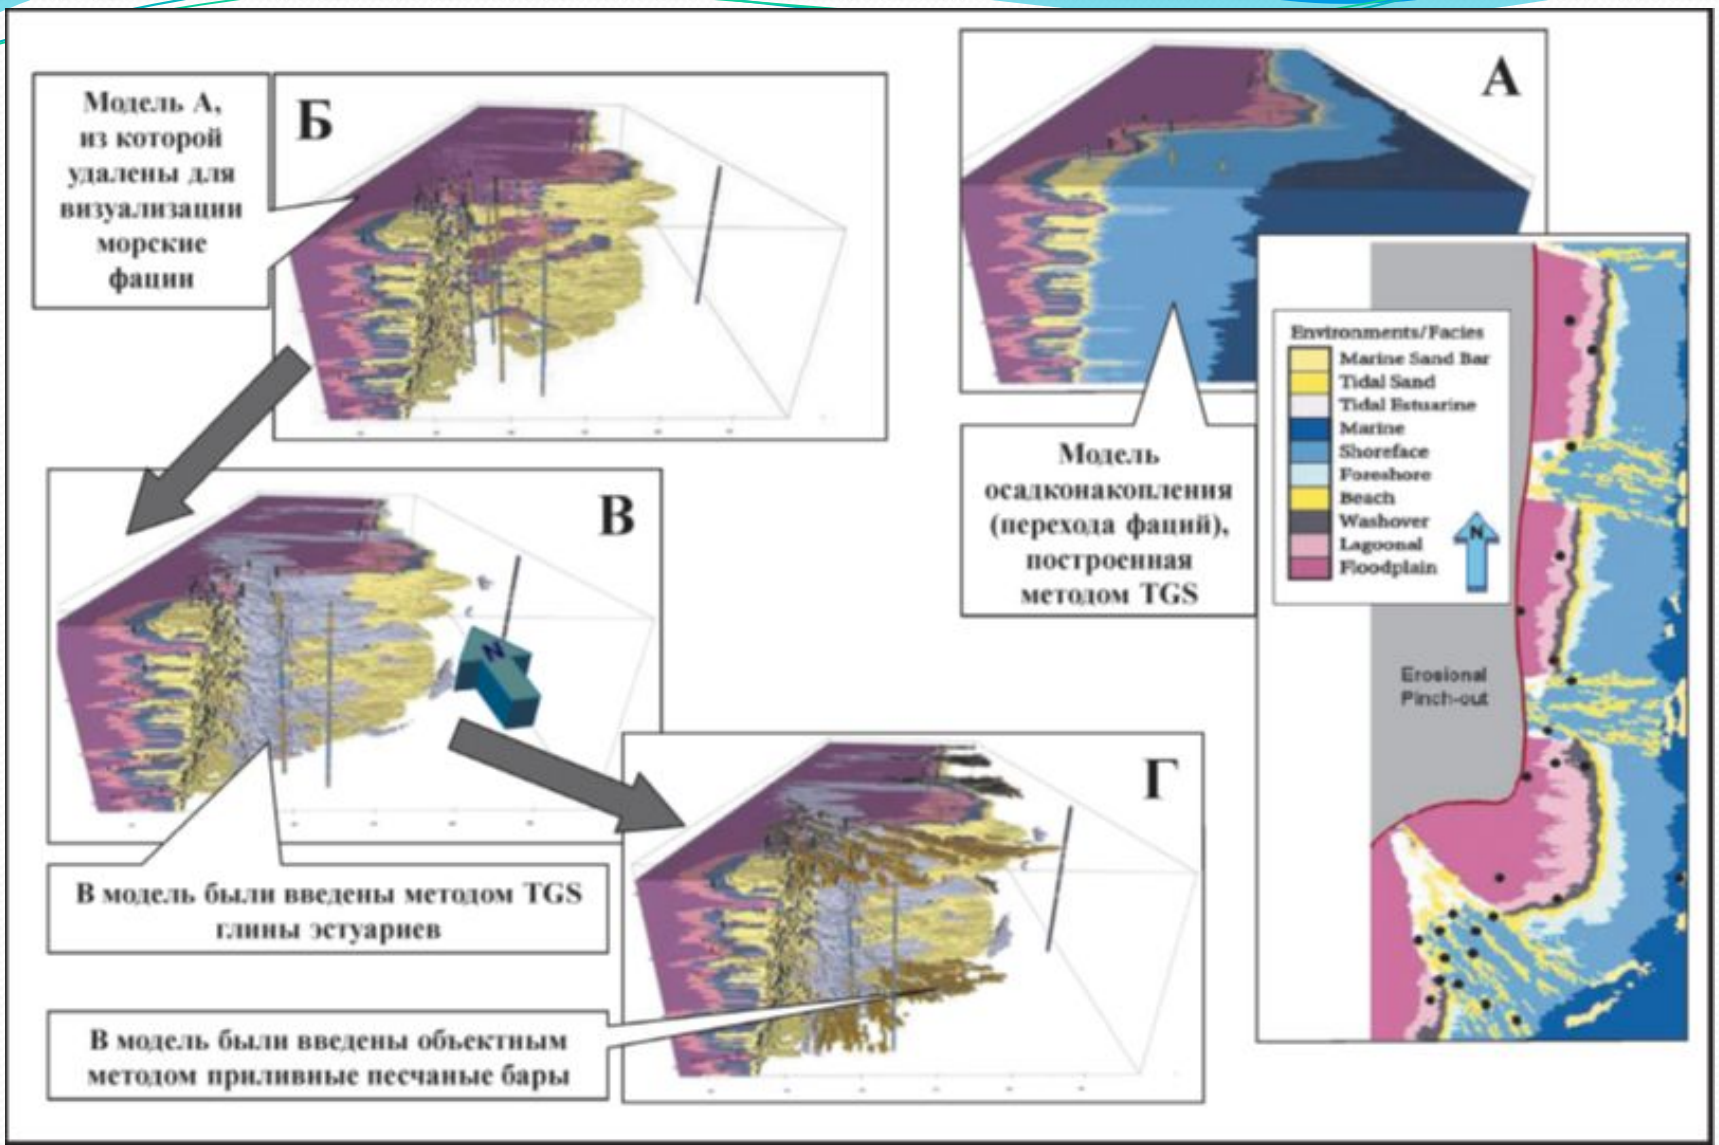 Модель А,
из которой
удалены для
визуализации
морские
фации
Б
А
Модель
осадконакопления
(перехода фаций),
построенная
методом TGS
Environments/Facies
Marine Sand Bar
Tidal Sand
Tidal Estuarine
Marine
Shoreface
Foreshore
Beach
Washover
Lagoonal
Floodplain
N
Erosional
Pinch-out
В
N
В модель были введены методом TGS
глины эстуариев
Г
В модель были введены объектным
методом приливные песчаные бары